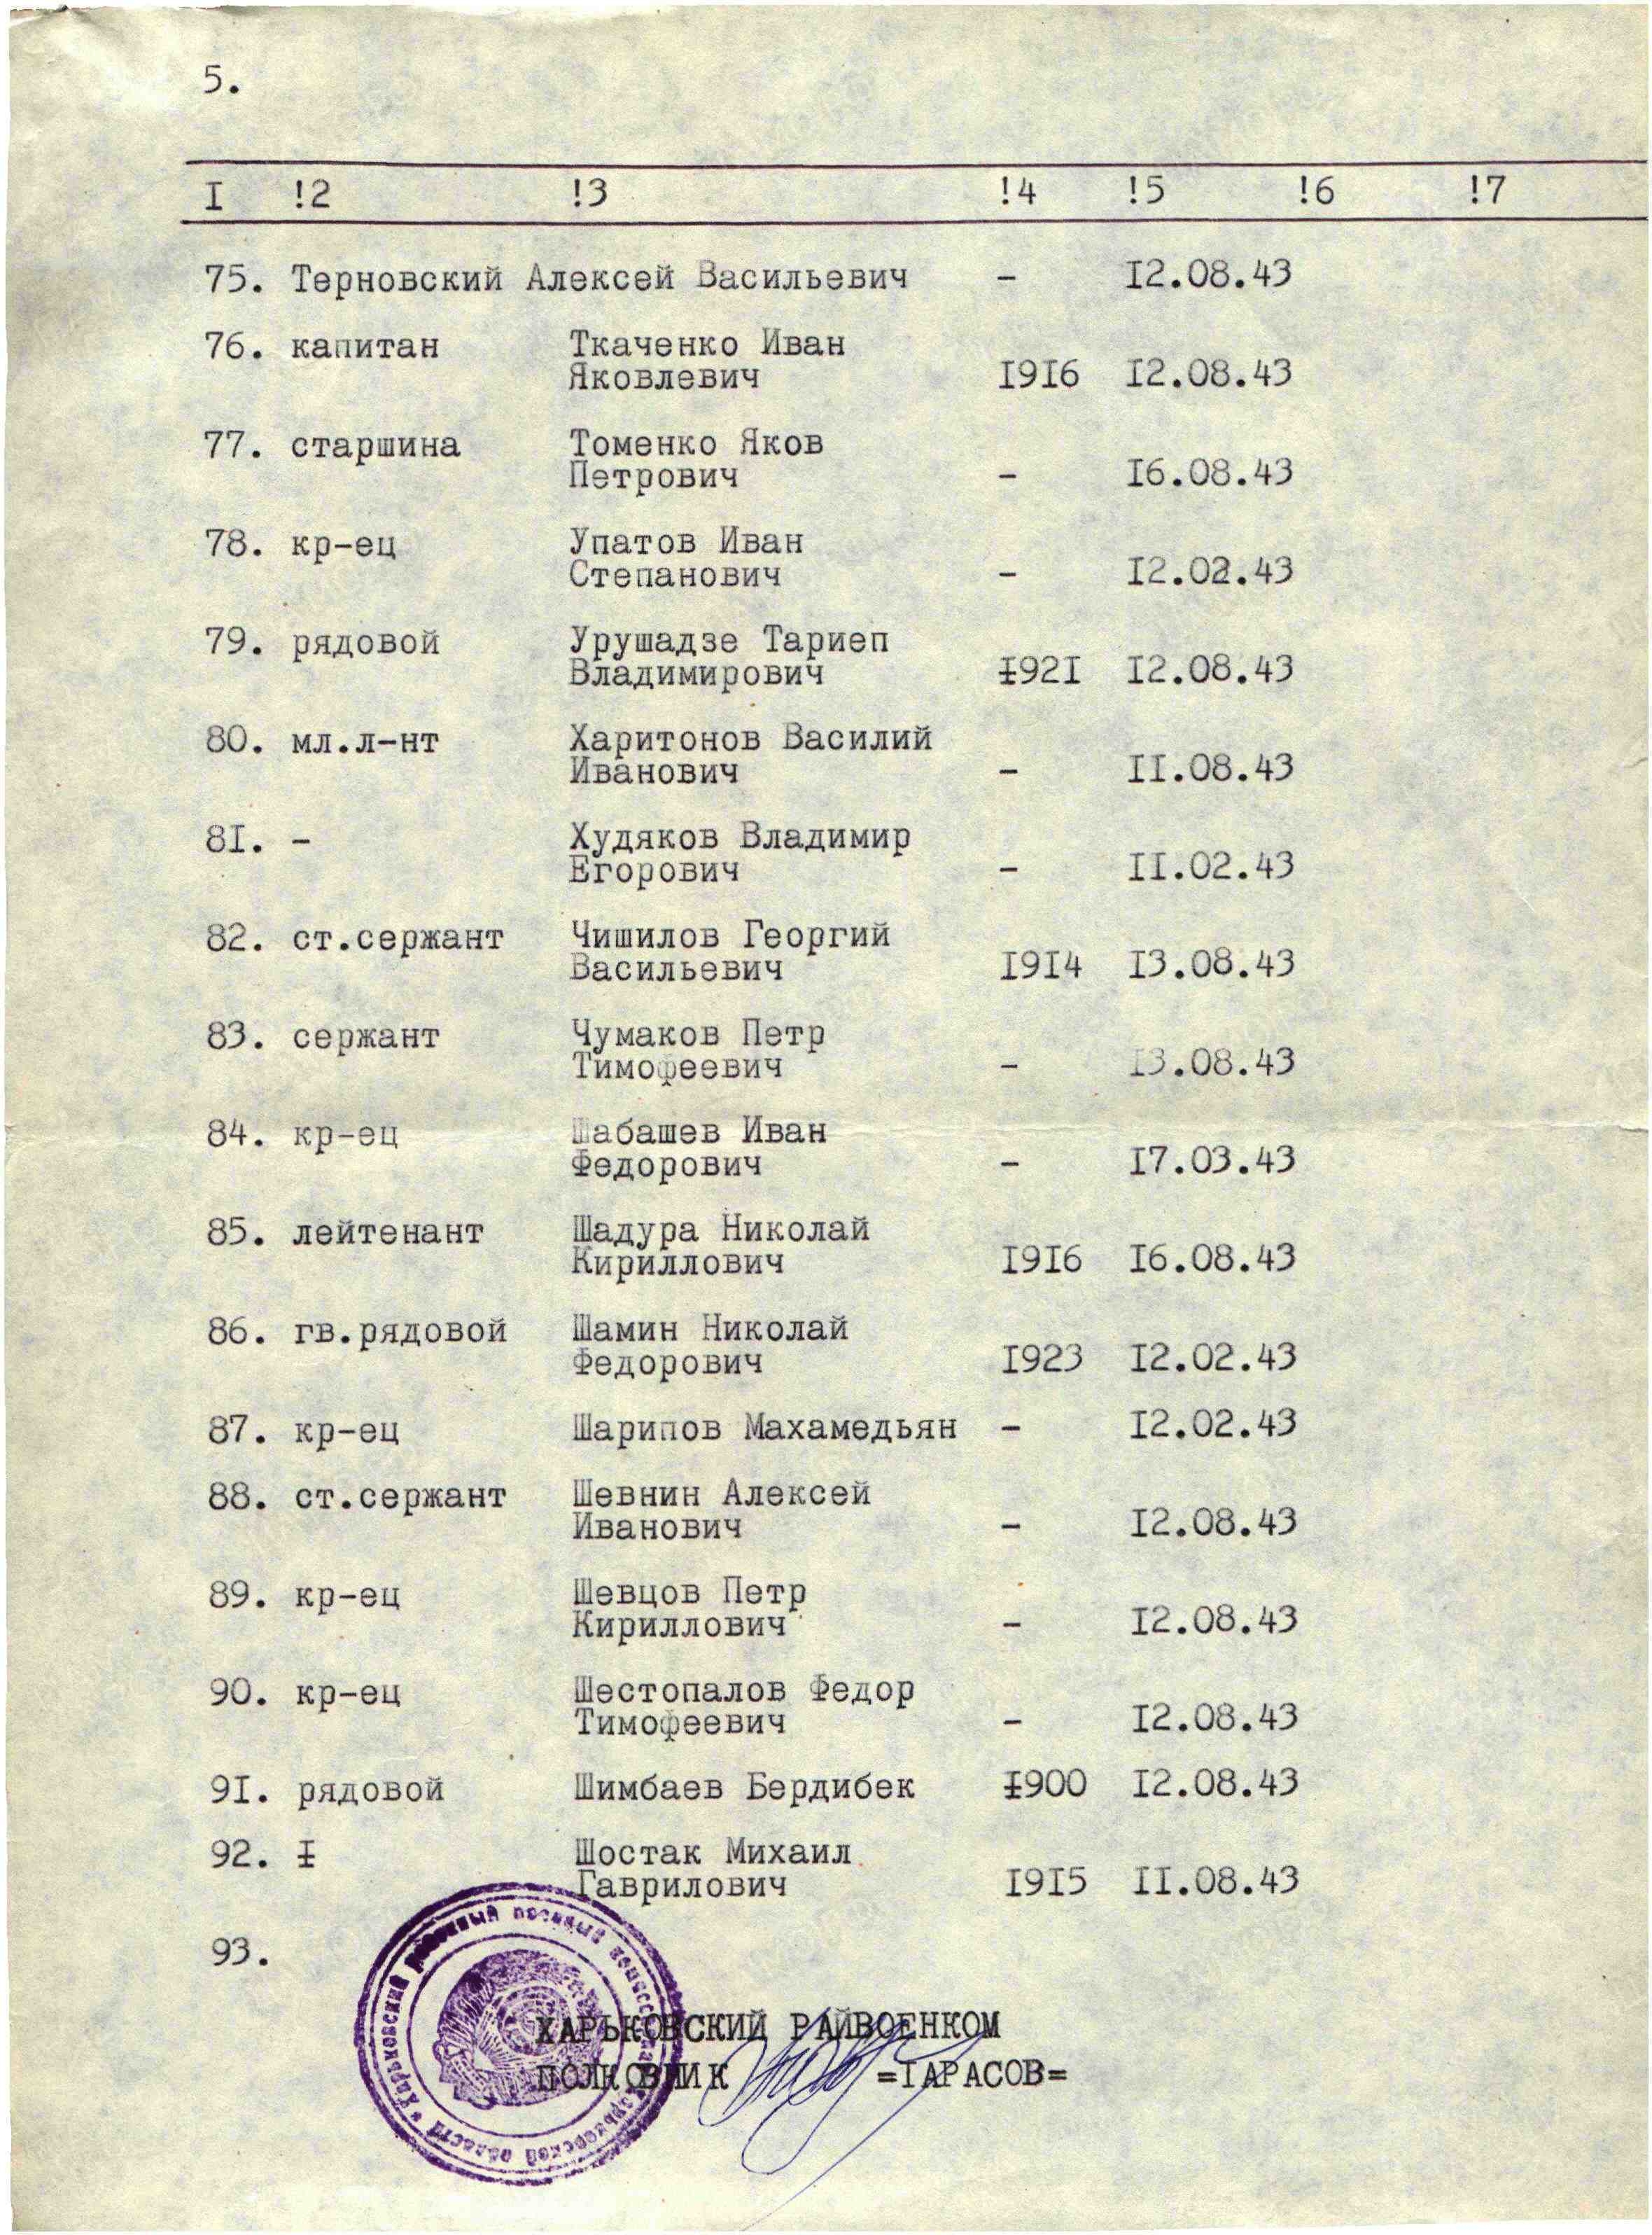 5.
I !2 !3 !4 !5 !6 !7
75. Терновский Алексей Васильевич - I2.08.43
76. капитан Ткаченко Иван
Яковлевич I9I6 I2.08.43
77. старшина Томенко Яков
Петрович - I6.08.43
78. кр-ец Упатов Иван
Степанович - I2.02.43
79. рядовой Урушадзе Тариеп
Владимирович I92I I2.08.43
80. мл.л-нт Харитонов Василий
Иванович - II.08.43
8I. - Худяков Владимир
Егорович - II.02.43
82. ст.сержант Чишилов Георгий
Васильевич I9I4 I3.08.43
83. сержант Чумаков Петр
Тимофеевич - I3.08.43
84. кр-ец Шабашев Иван
Федорович - I7.03.43
85. лейтенант Шадура Николай
Кириллович I9I6 I6.08.43
86. гв.рядовой Шамин Николай
Федорович I923 I2.02.43
87. кр-ец Шарипов Махамедьян - I2.02.43
88. ст.сержант Шевнин Алексей
Иванович - I2.08.43
89. кр-ец Шевцов Петр
Кириллович - I2.08.43
90. кр-ец Шестопалов Федор
Тимофеевич - I2.08.43
9I. рядовой Шимбаев Бердибек I900 I2.08.43
92. I Шостак Михаил
Гаврилович I9I5 II.08.43
93.
Харьковский районный военный комиссариат Харьковской области
ХАРЬКОВСКИЙ РАЙВОЕНКОМ
ПОЛКОВНИК =ТАРАСОВ=